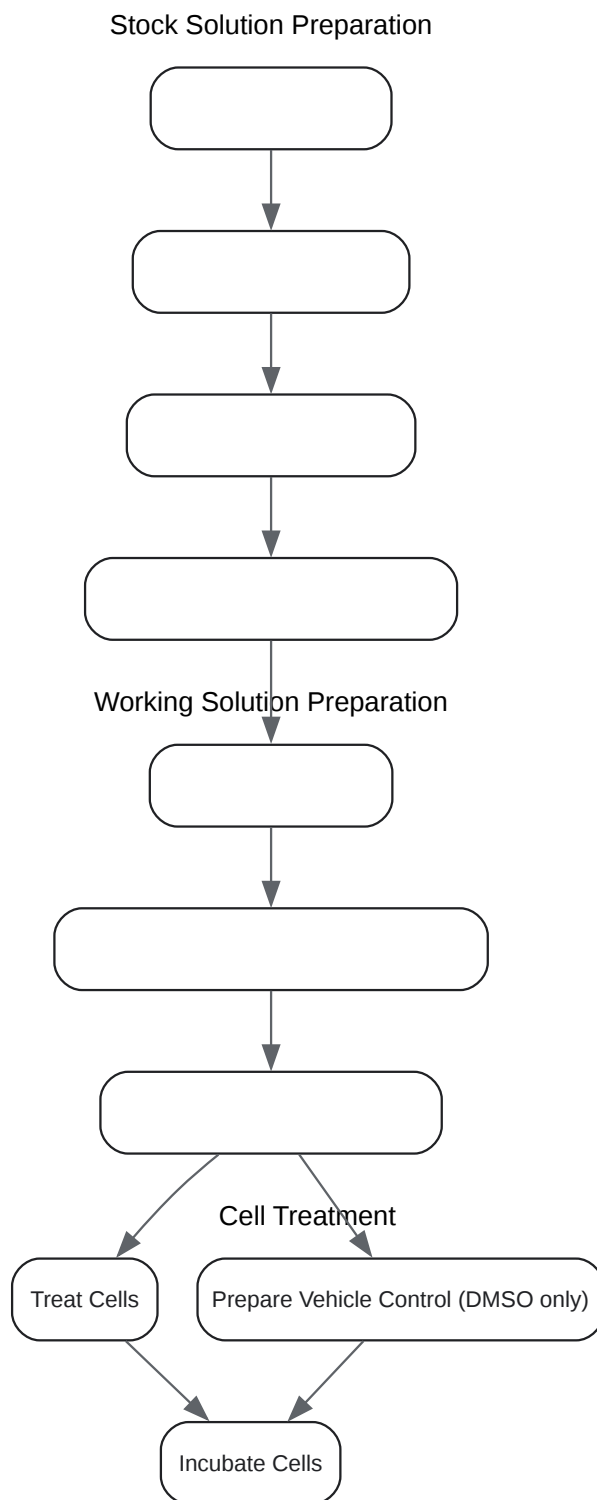 Stock Solution Preparation
Working Solution Preparation
Cell Treatment
Treat Cells
Prepare Vehicle Control (DMSO only)
Incubate Cells